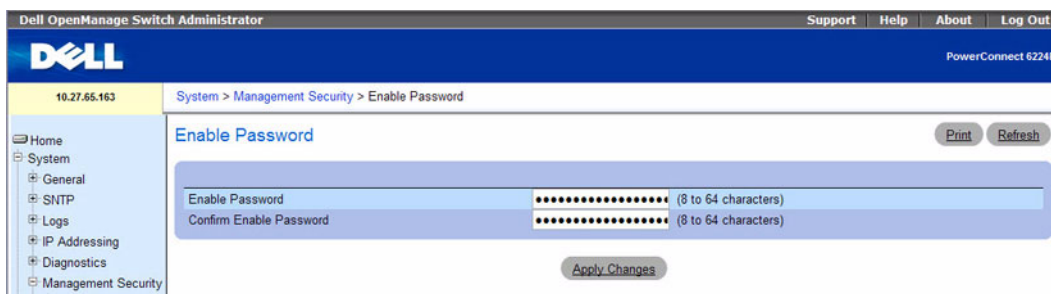 Dell OpenManage Switch Administrator
Support Help About Log Out
DELL
PowerConnect 6224
10.27.65.163
System > Management Security > Enable Password
Home
System
General
SNTP
Logs
IP Addressing
Diagnostics
Management Security
Enable Password
Print Refresh
Enable Password •••••••••••••••••• (8 to 64 characters)
Confirm Enable Password •••••••••••••••••• (8 to 64 characters)
Apply Changes